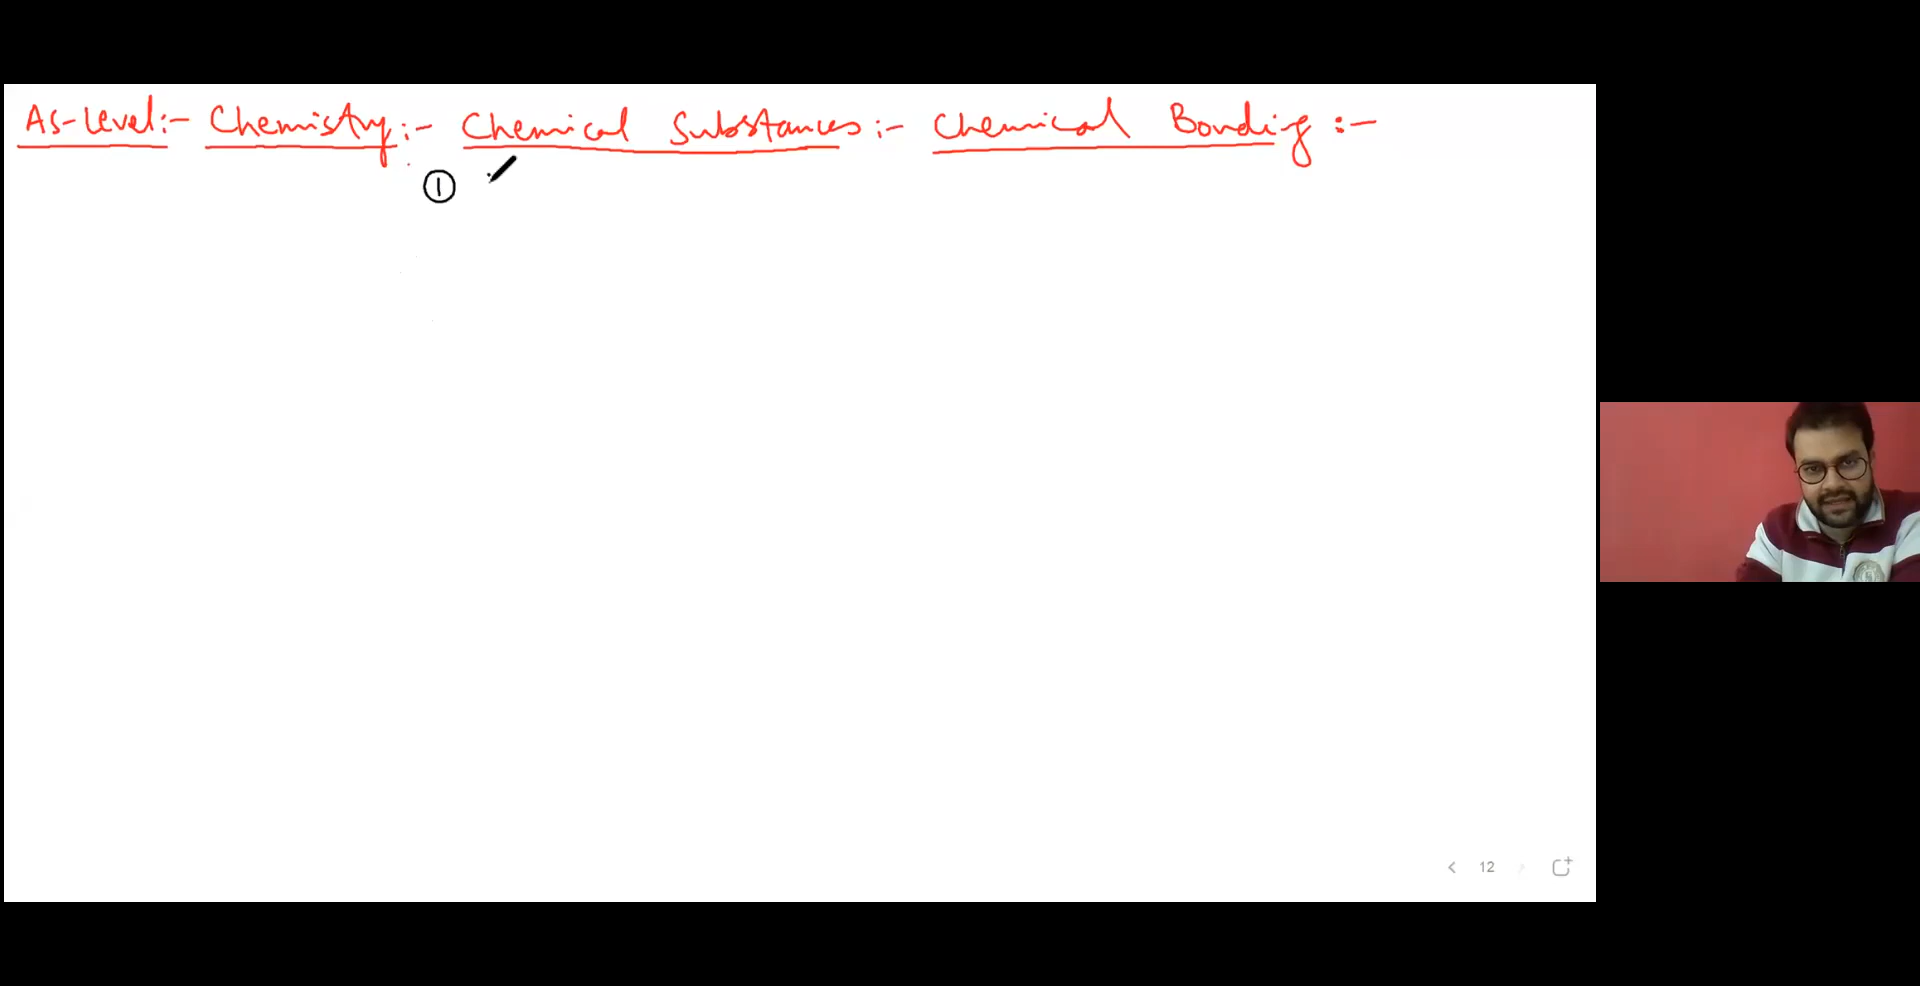 As-Level:- Chemistry:- Chemical Substances:- Chemical Bonding:-
①
12